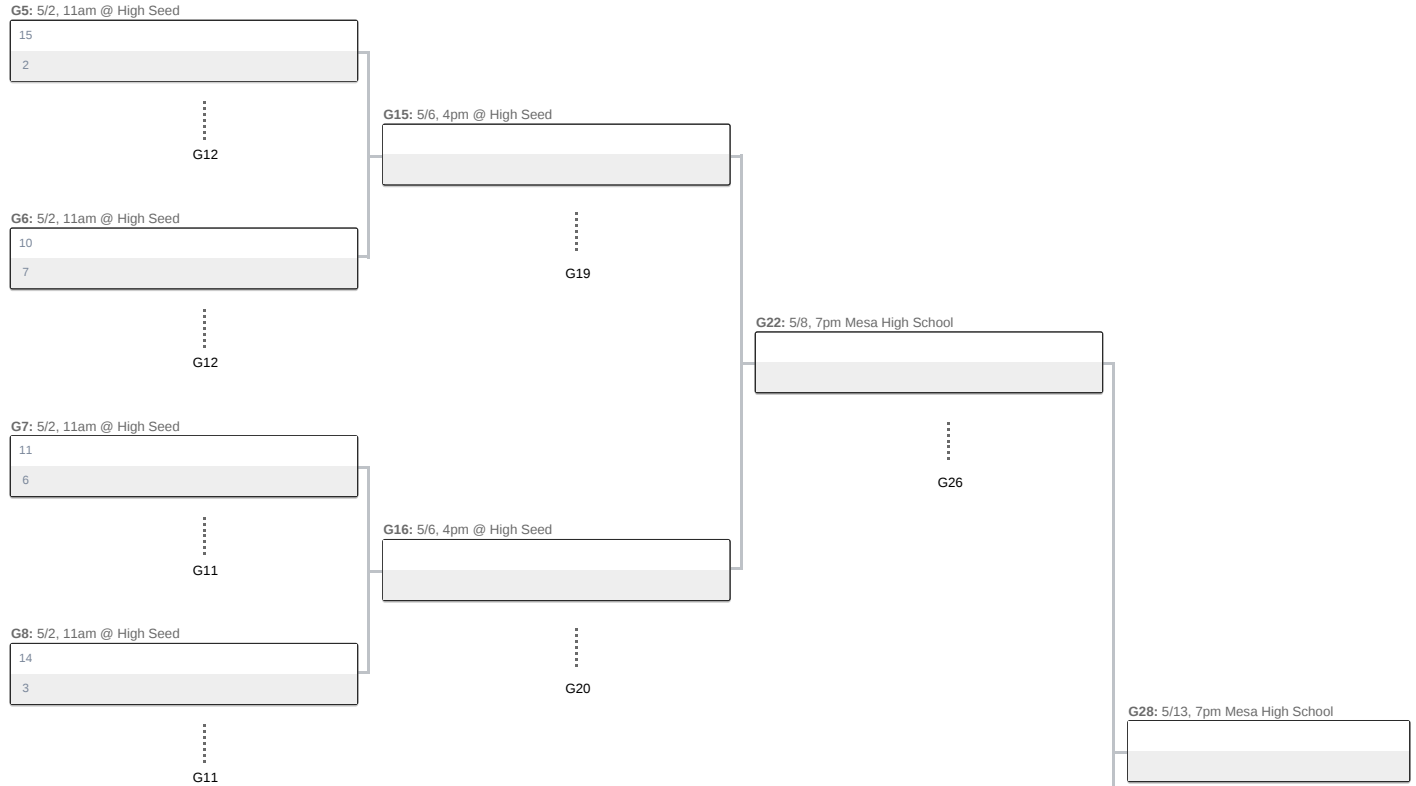 G5: 5/2, 11am @ High Seed
15
2
G12
G15: 5/6, 4pm @ High Seed
G6: 5/2, 11am @ High Seed
10
7
G19
G22: 5/8, 7pm Mesa High School
G12
G7: 5/2, 11am @ High Seed
11
6
G26
G16: 5/6, 4pm @ High Seed
G11
G8: 5/2, 11am @ High Seed
14
3
G20
G28: 5/13, 7pm Mesa High School
G11